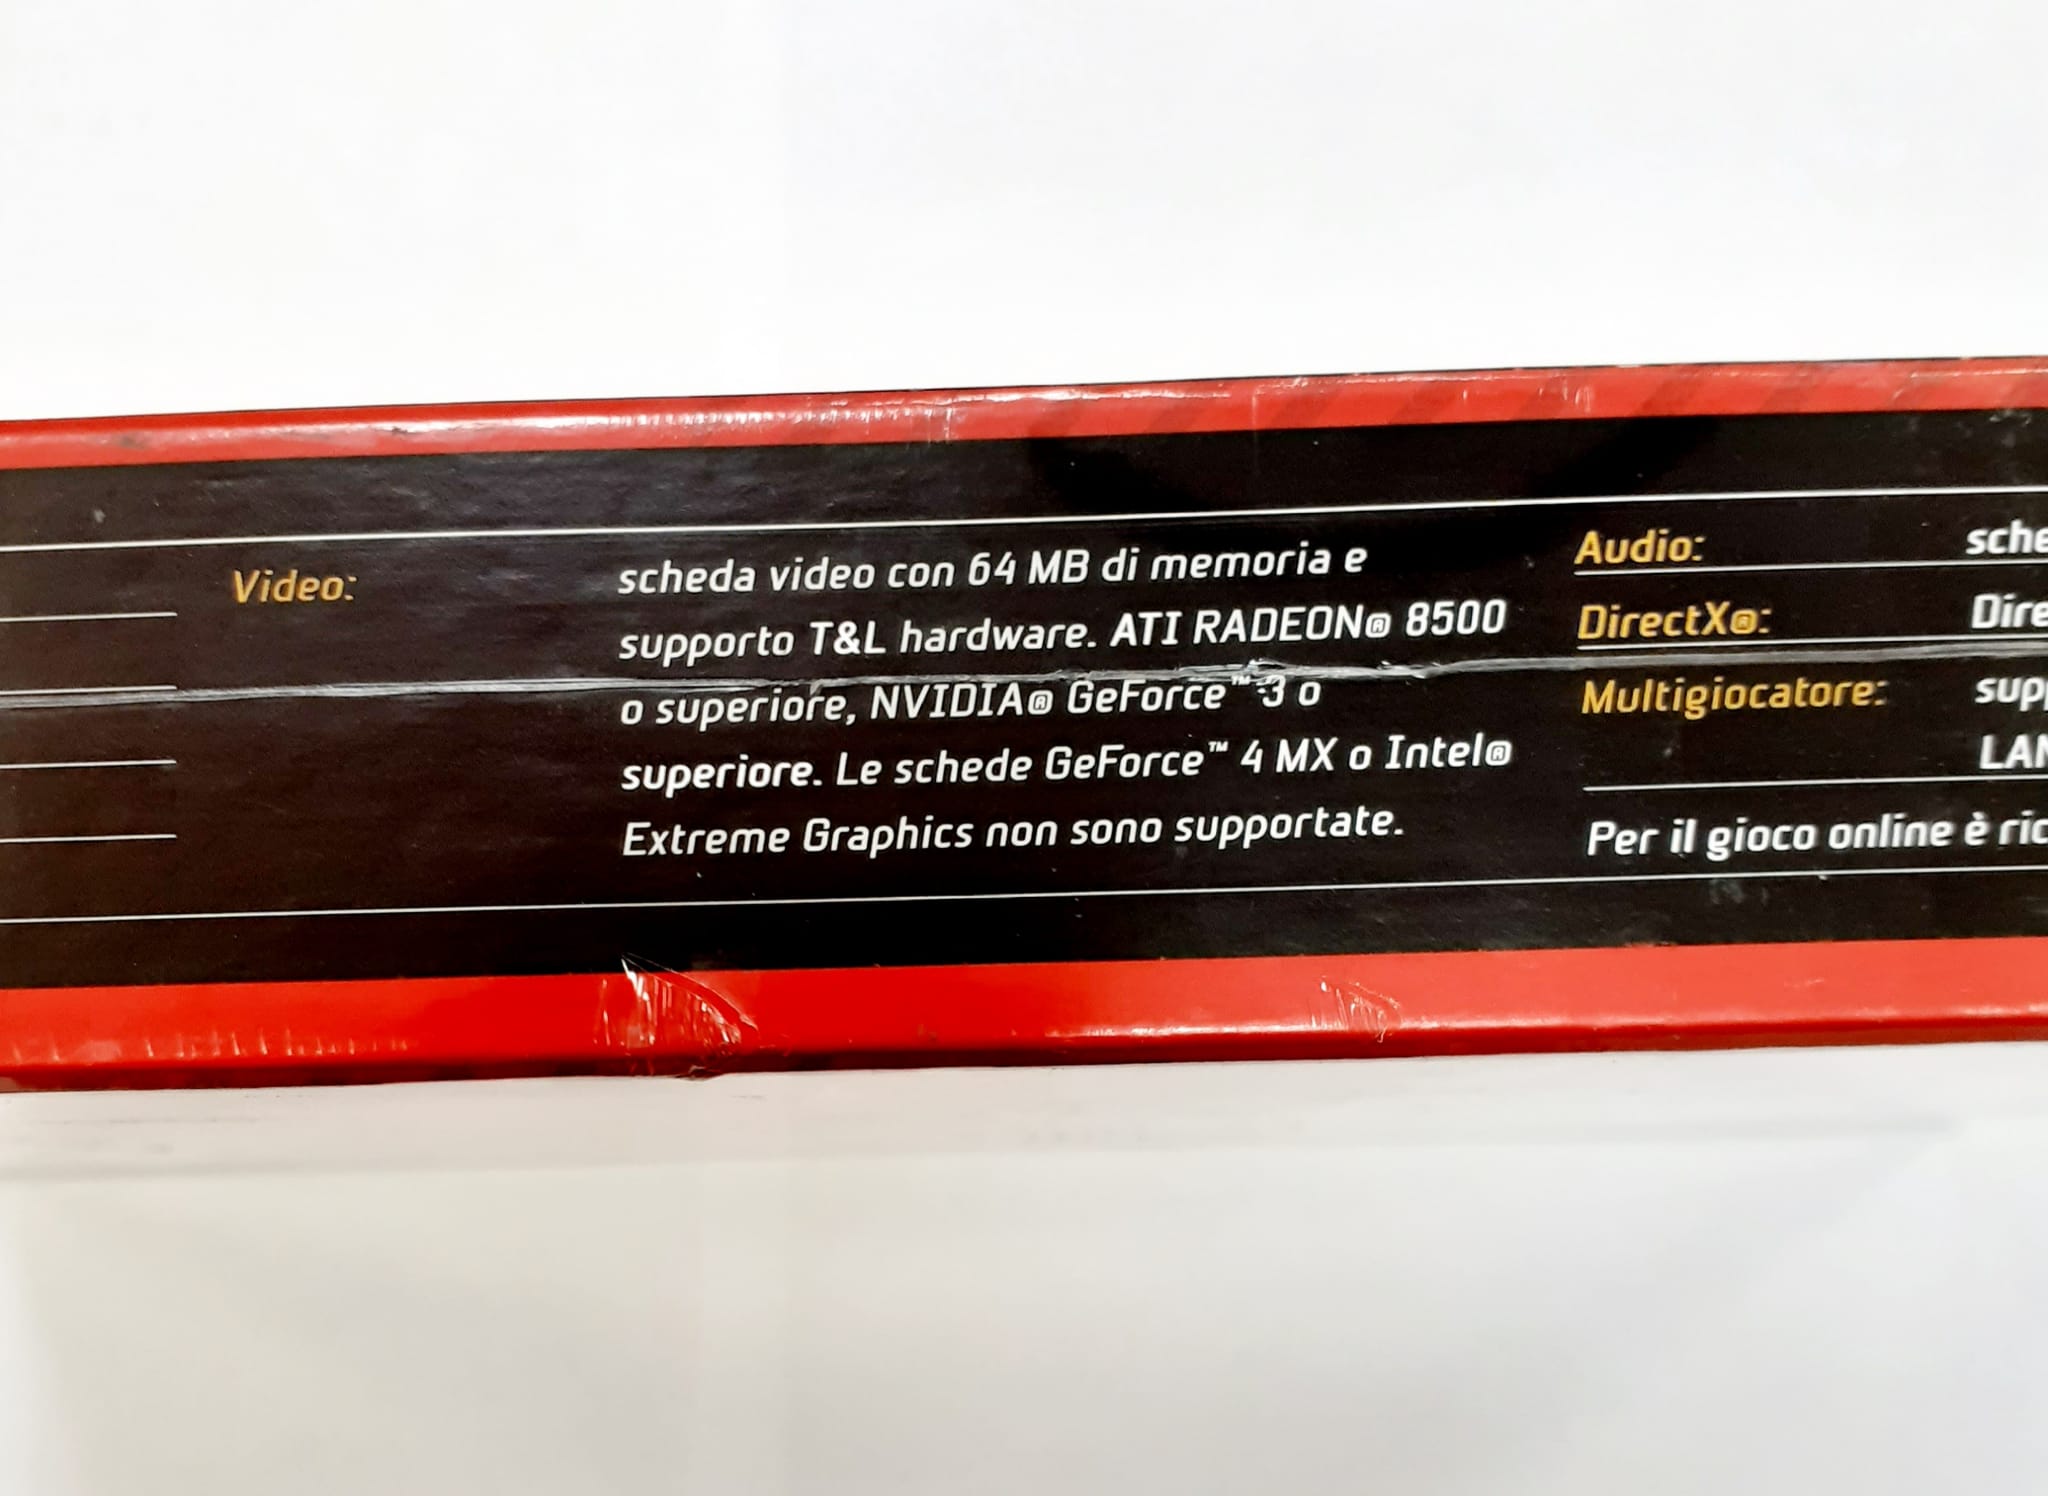 Video:
scheda video con 64 MB di memoria e
supporto T&L hardware. ATI RADEON® 8500
o superiore, NVIDIA® GeForce™ 3 o
superiore. Le schede GeForce™ 4 MX o Intel®
Extreme Graphics non sono supportate.
Audio:
DirectX®:
Multigiocatore:
LAN
Per il gioco online è